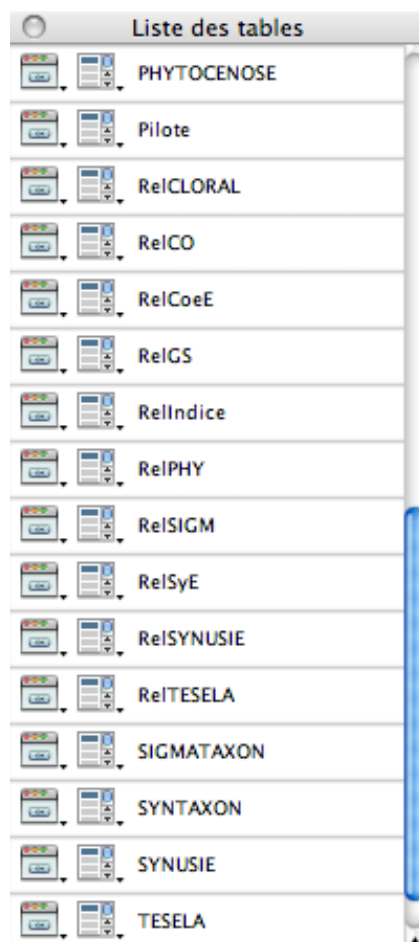 Liste des tables
PHYTOCENOSE
Pilote
RelCLORAL
RelCO
RelCoeE
RelGS
RelIndice
RelPHY
RelSIGM
RelSyE
RelSYNUSIE
RelTESELA
SIGMATAXON
SYNTAXON
SYNUSIE
TESELA